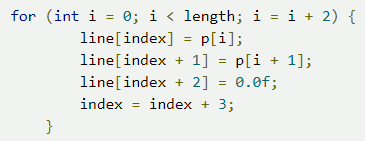 for (int i = 0; i < length; i = i + 2) {
line[index] = p[i];
line[index + 1] = p[i + 1];
line[index + 2] = 0.0f;
index = index + 3;
}